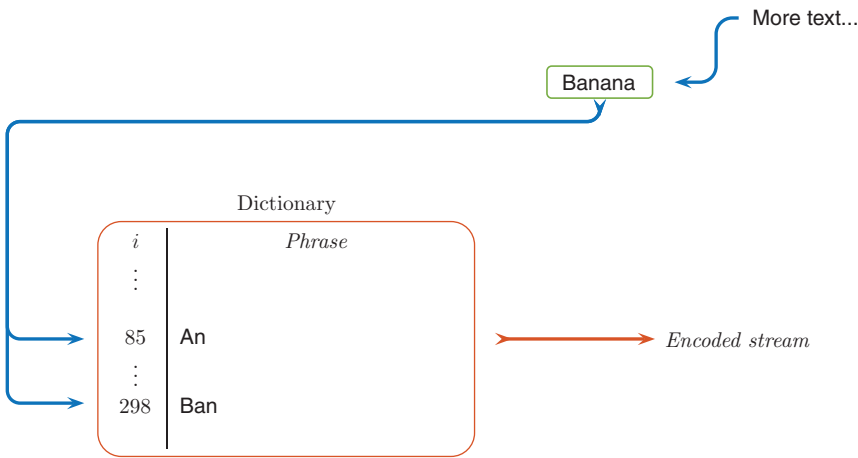 More text...
Banana
Dictionary
i Phrase
⋮
85 An
⋮
298 Ban
Encoded stream